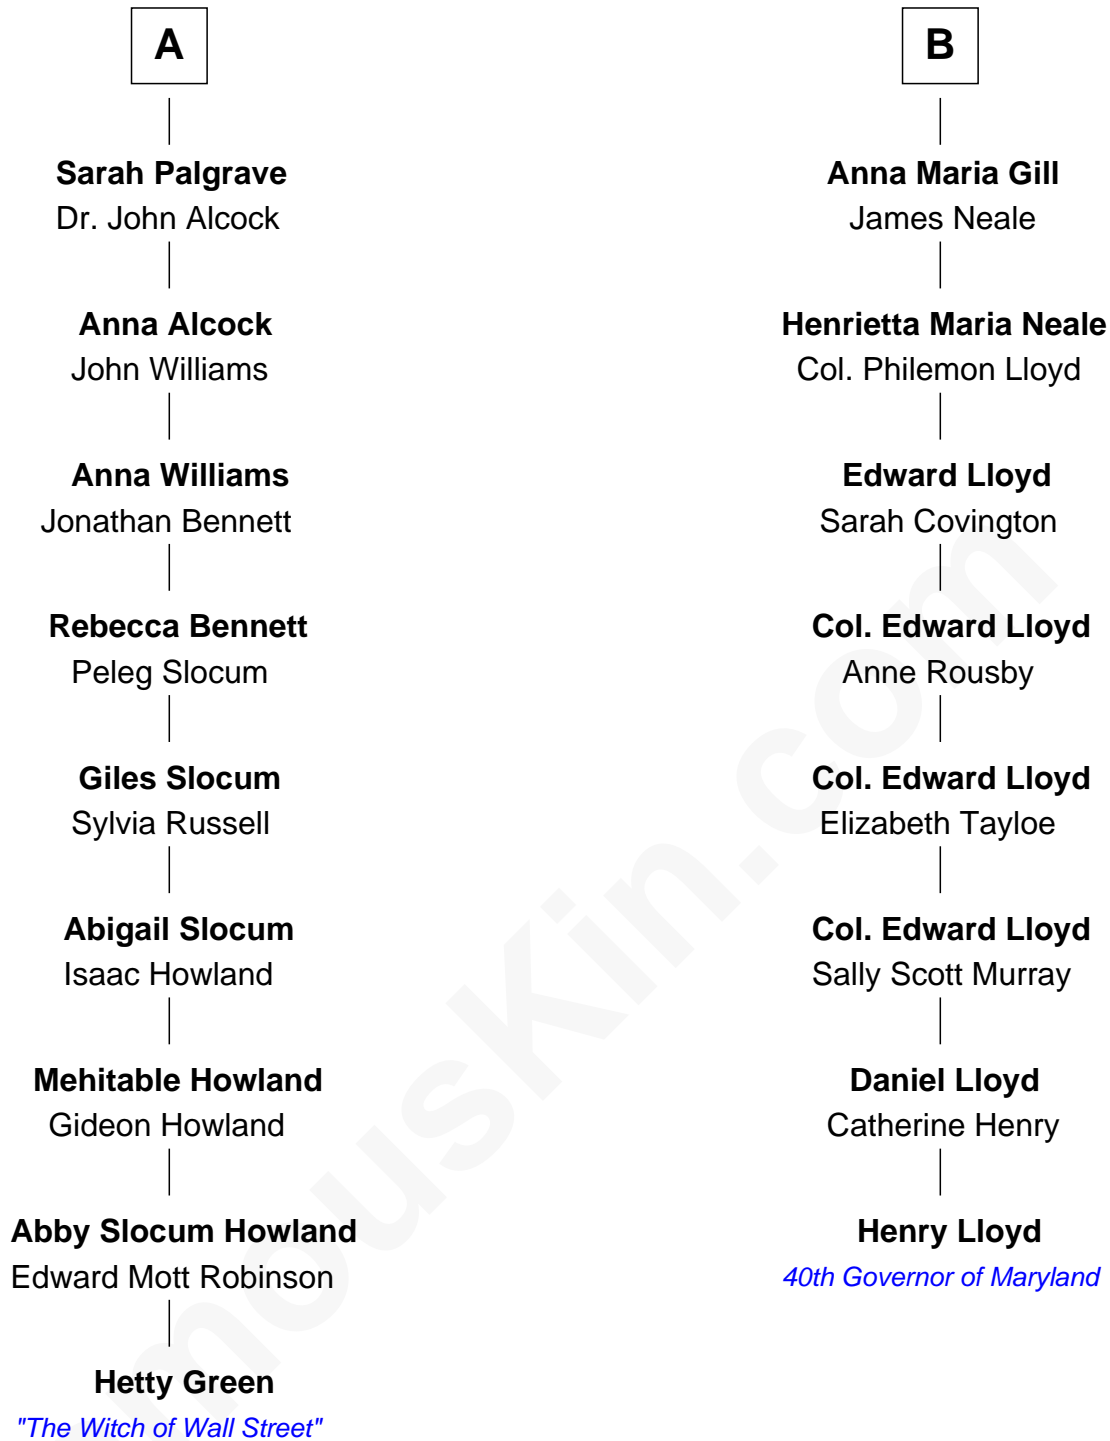 A
B
Sarah Palgrave
Dr. John Alcock
Anna Maria Gill
James Neale
Anna Alcock
John Williams
Henrietta Maria Neale
Col. Philemon Lloyd
Anna Williams
Jonathan Bennett
Edward Lloyd
Sarah Covington
Rebecca Bennett
Peleg Slocum
Col. Edward Lloyd
Anne Rousby
Giles Slocum
Sylvia Russell
Col. Edward Lloyd
Elizabeth Tayloe
Abigail Slocum
Isaac Howland
Col. Edward Lloyd
Sally Scott Murray
Mehitable Howland
Gideon Howland
Daniel Lloyd
Catherine Henry
Abby Slocum Howland
Edward Mott Robinson
Henry Lloyd
40th Governor of Maryland
Hetty Green
"The Witch of Wall Street"
mouskin.com